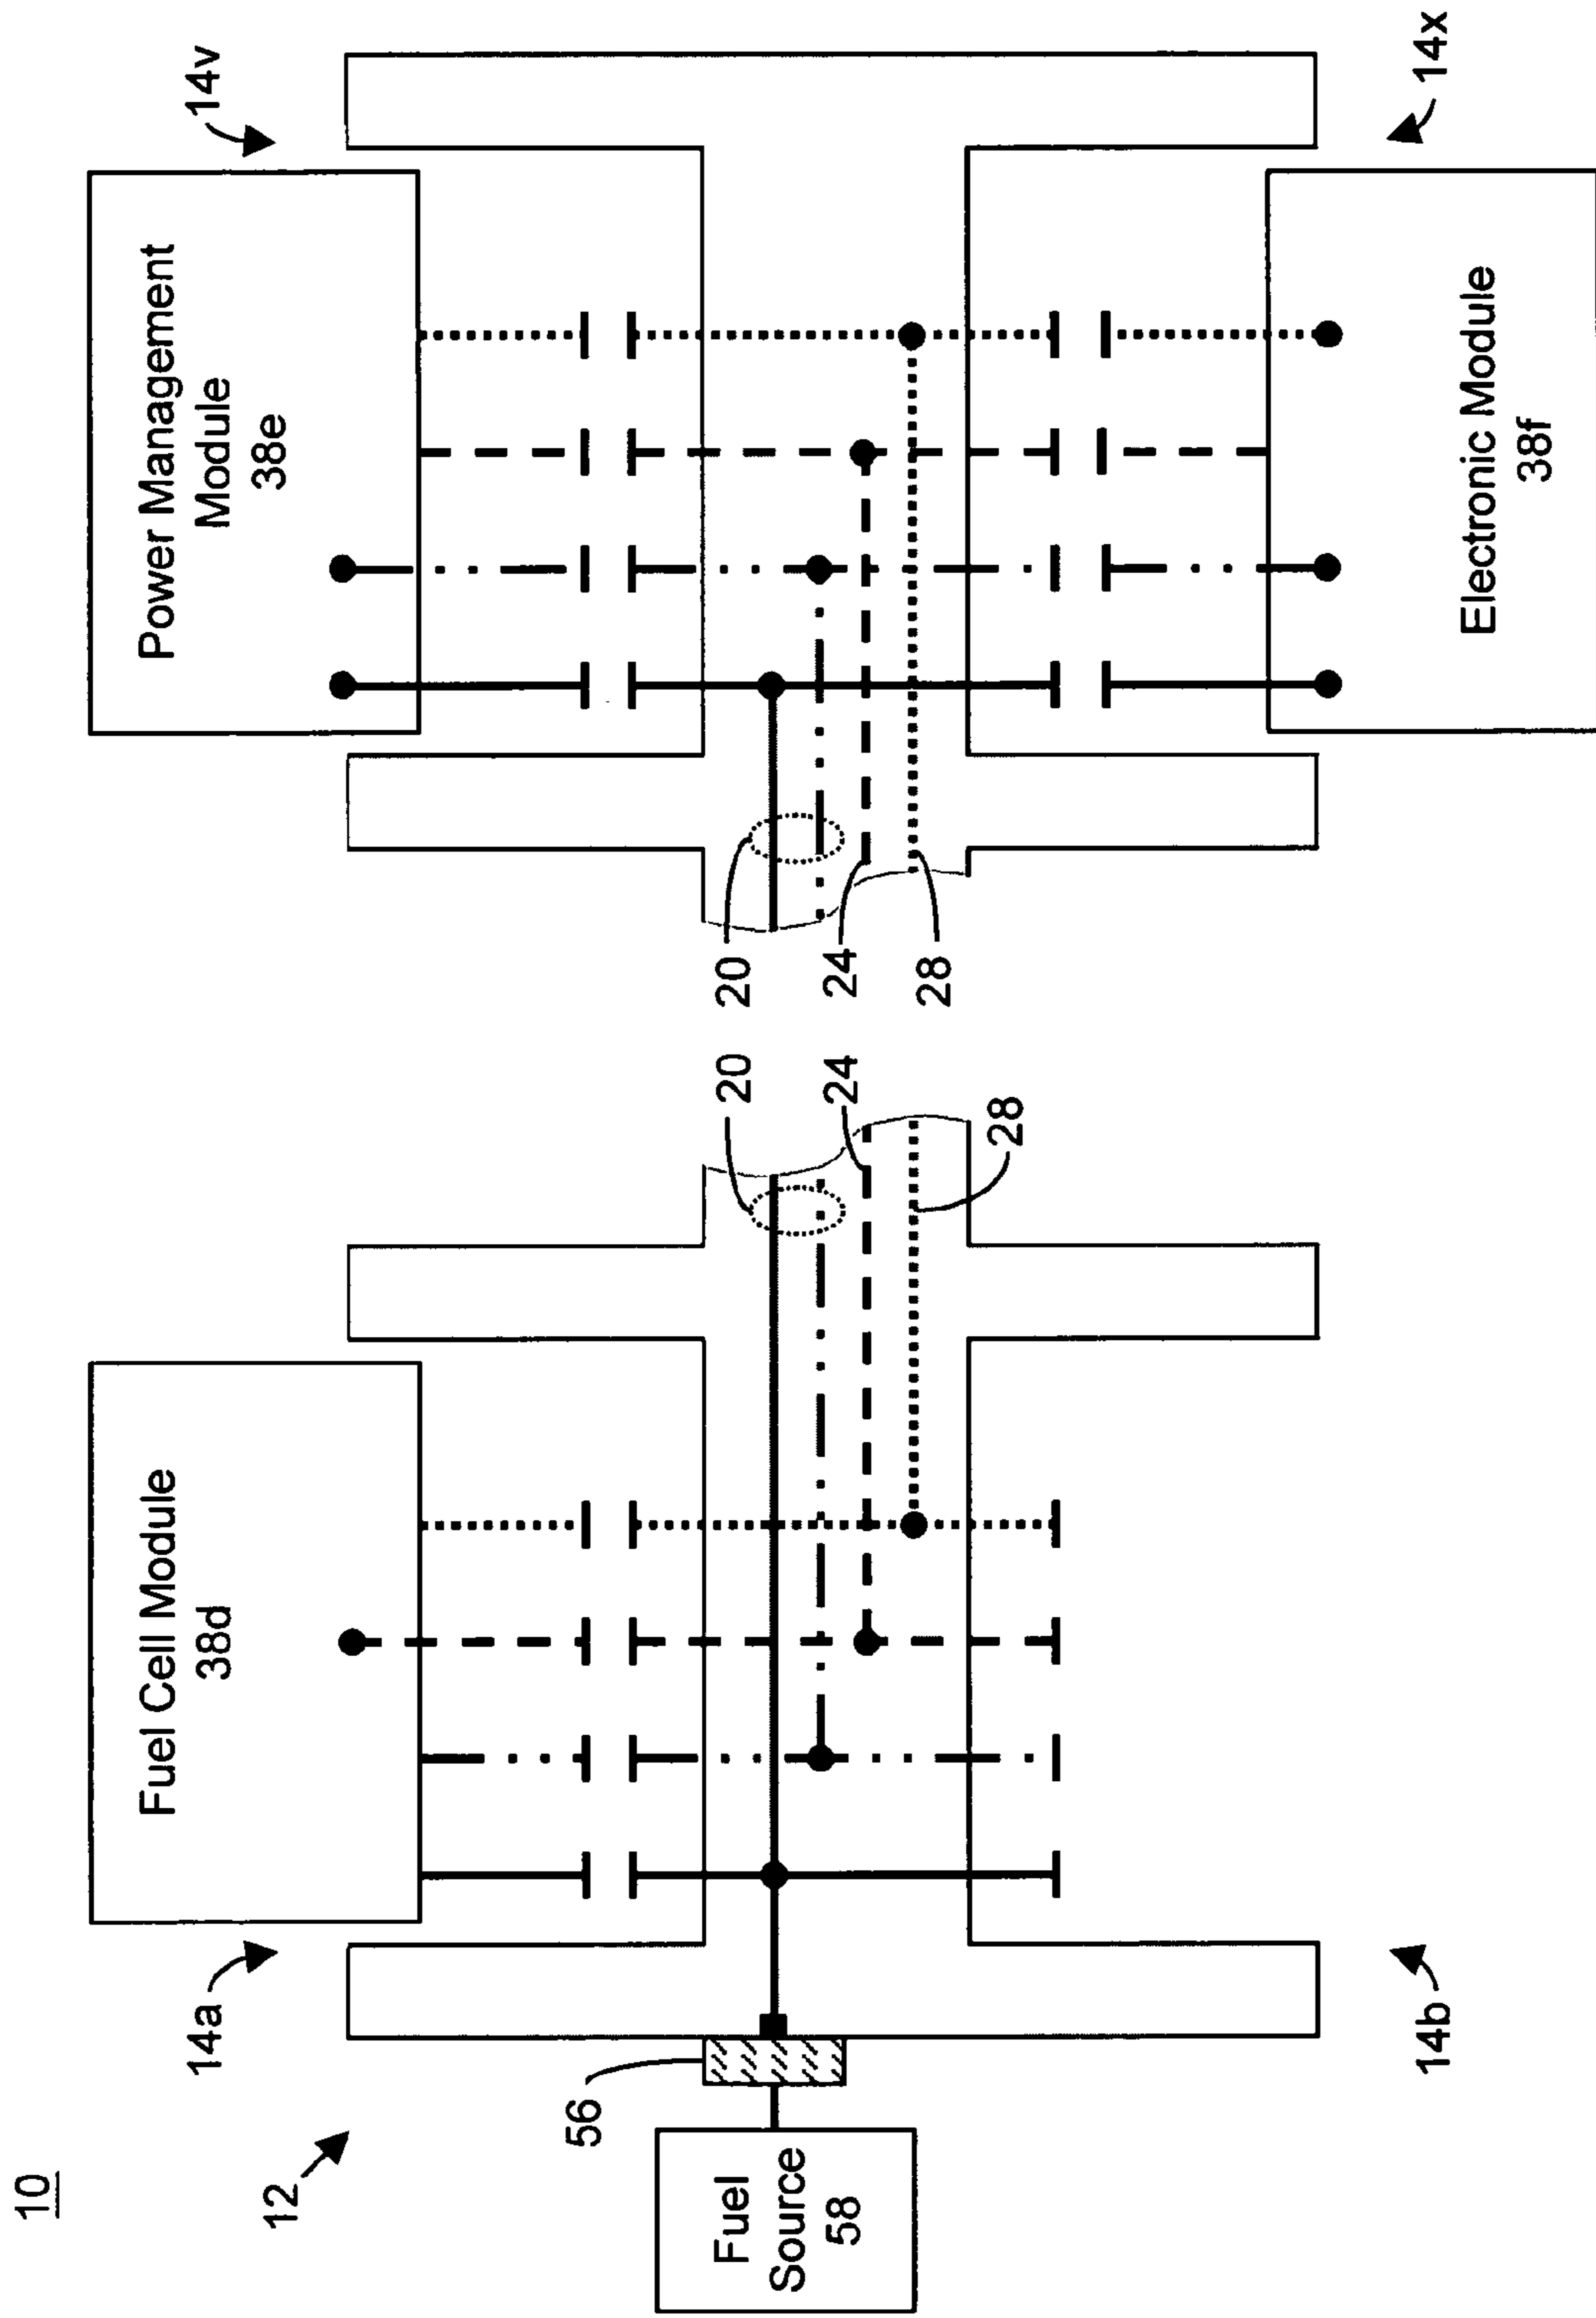 10
12
14a
14v
Fuel Cell Module
38d
Power Management
Module
38e
56
Fuel
Source
58
20
24
28
20
24
28
14b
14x
Electronic Module
38f